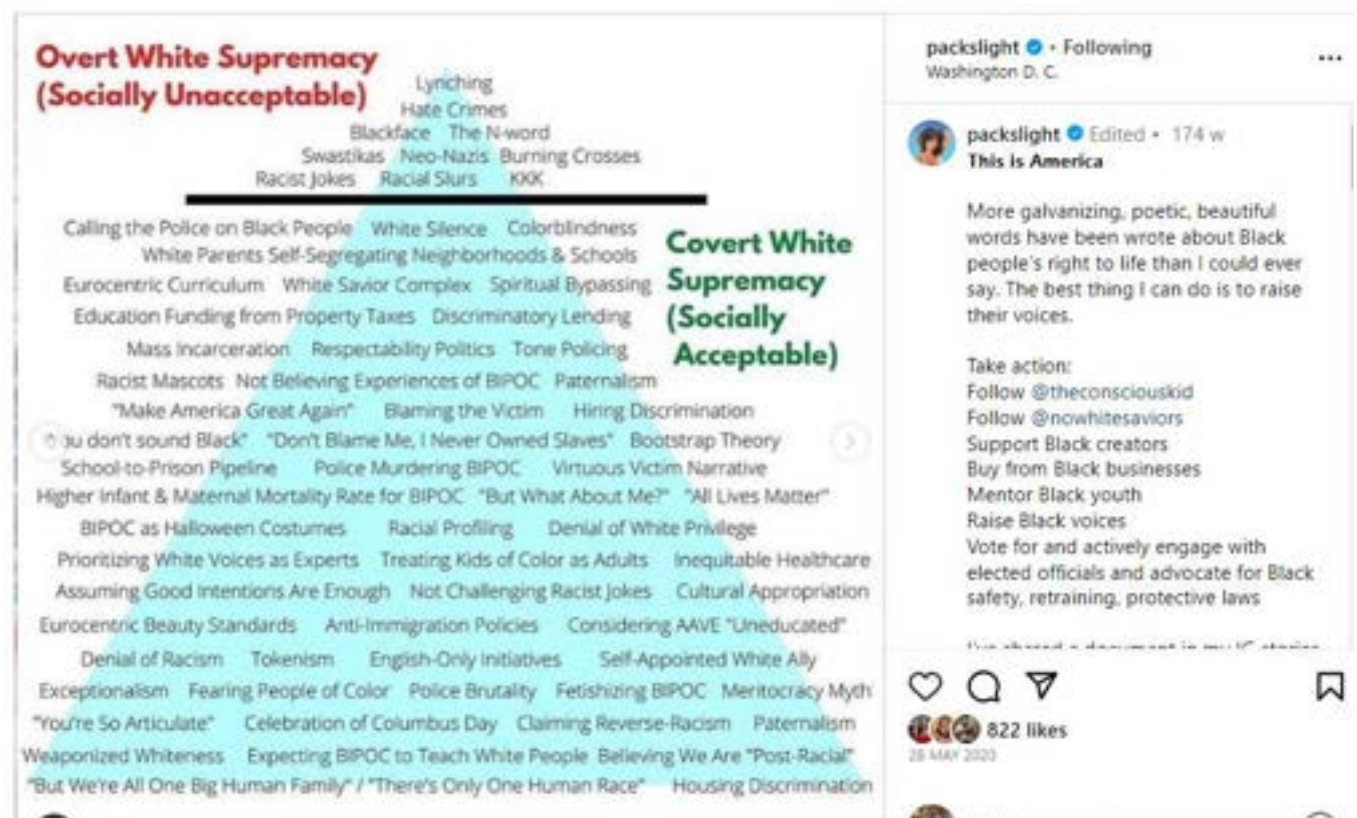 Overt White Supremacy
(Socially Unacceptable)
Lynching
Hate Crimes
Blackface The N-word
Swastikas Neo-Nazis Burning Crosses
Racist Jokes Racial Slurs KKK
Calling the Police on Black People White Silence Colorblindness
White Parents Self-Segregating Neighborhoods & Schools
Eurocentric Curriculum White Savior Complex Spiritual Bypassing
Education Funding from Property Taxes Discriminatory Lending
Mass Incarceration Respectability Politics Tone Policing
Racist Mascots Not Believing Experiences of BIPOC Paternalism
"Make America Great Again" Blaming the Victim Hiring Discrimination
ou don't sound Black" "Don't Blame Me, I Never Owned Slaves" Bootstrap Theory
School-to-Prison Pipeline Police Murdering BIPOC Virtuous Victim Narrative
Higher Infant & Maternal Mortality Rate for BIPOC "But What About Me?" "All Lives Matter"
BIPOC as Halloween Costumes Racial Profiling Denial of White Privilege
Prioritizing White Voices as Experts Treating Kids of Color as Adults Inequitable Healthcare
Assuming Good Intentions Are Enough Not Challenging Racist Jokes Cultural Appropriation
Eurocentric Beauty Standards Anti-Immigration Policies Considering AAVE "Uneducated"
Denial of Racism Tokenism English-Only Initiatives Self-Appointed White Ally
Exceptionalism Fearing People of Color Police Brutality Fetishizing BIPOC Meritocracy Myth
"You're So Articulate" Celebration of Columbus Day Claiming Reverse-Racism Paternalism
Weaponized Whiteness Expecting BIPOC to Teach White People Believing We Are "Post-Racial"
"But We're All One Big Human Family" / "There's Only One Human Race" Housing Discrimination
Covert White
Supremacy
(Socially
Acceptable)
packslight • Following
Washington D. C.
packslight Edited • 174 w
This is America
More galvanizing, poetic, beautiful
words have been wrote about Black
people's right to life than I could ever
say. The best thing I can do is to raise
their voices.
Take action:
Follow @theconsciouskid
Follow @nowhitesaviors
Support Black creators
Buy from Black businesses
Mentor Black youth
Raise Black voices
Vote for and actively engage with
elected officials and advocate for Black
safety, retraining, protective laws
I've shared a document in my IG stories
822 likes
28 MAY 2020